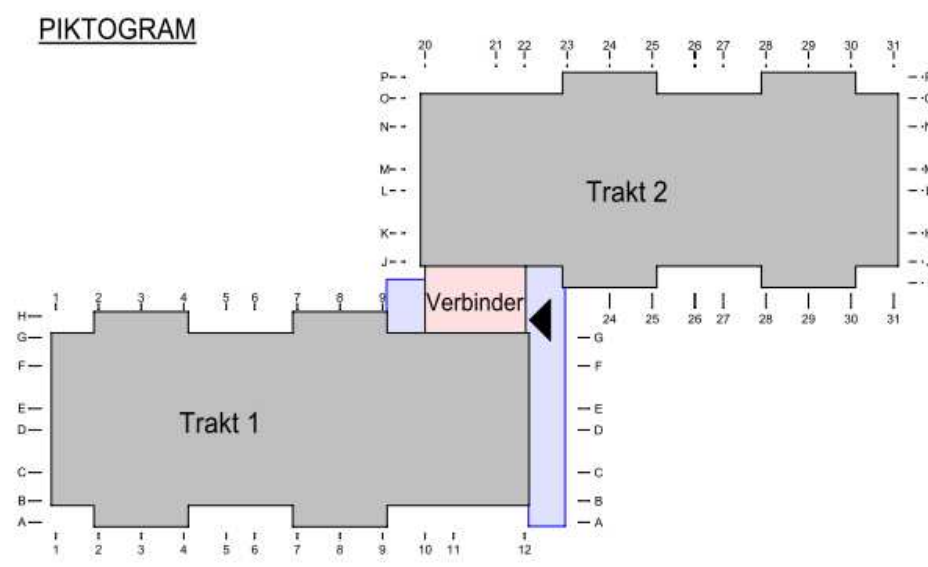 PIKTOGRAM
20 21 22 23 24 25 26 27 28 29 30 31
P
O
N
M
L
K
J
P
N
M
K
J
Trakt 2
Verbinder
24 25 26 27 28 29 30 31
1 2 3 4 5 6 7 8 9
H
G
F
E
D
C
B
A
G
F
E
D
C
B
A
Trakt 1
1 2 3 4 5 6 7 8 9 10 11 12